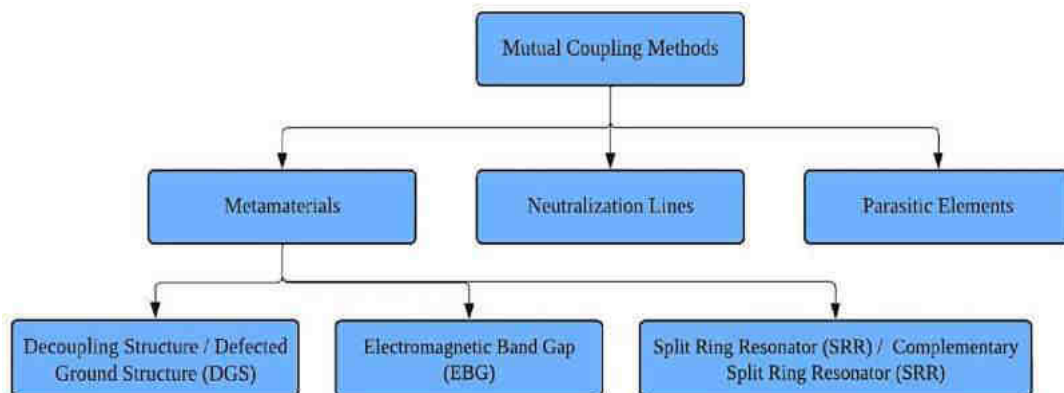 Mutual Coupling Methods
Metamaterials
Neutralization Lines
Parasitic Elements
Decoupling Structure / Defected
Ground Structure (DGS)
Electromagnetic Band Gap
(EBG)
Split Ring Resonator (SRR) / Complementary
Split Ring Resonator (SRR)